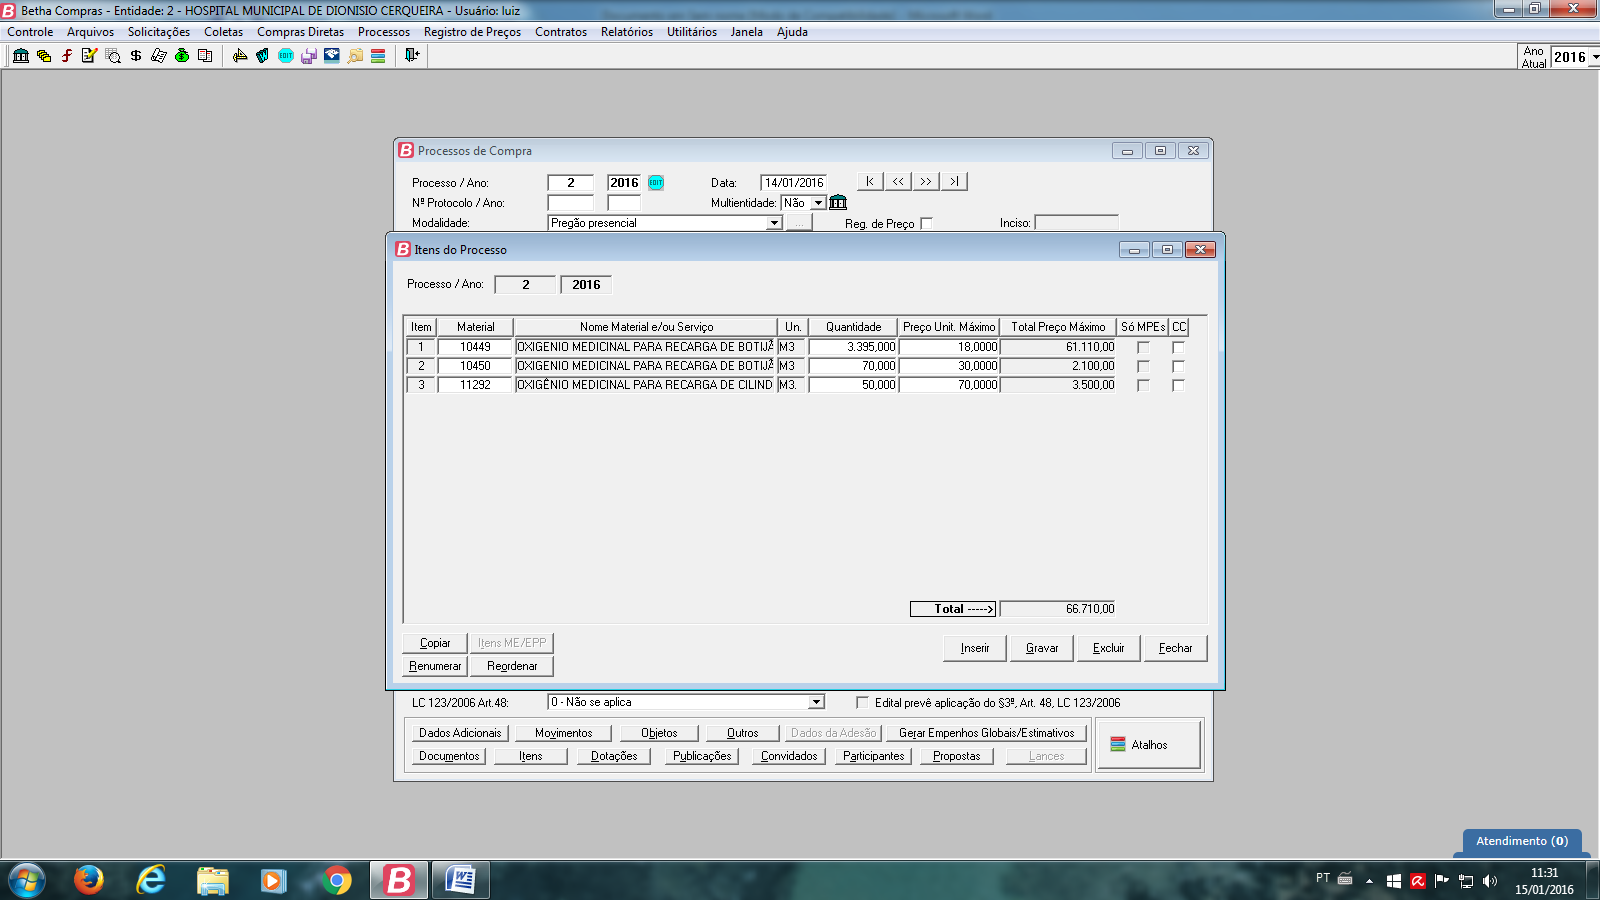 Betha Compras - Entidade: 2 - HOSPITAL MUNICIPAL DE DIONISIO CERQUEIRA - Usuário: luiz
Controle Arquivos Solicitações Coletas Compras Diretas Processos Registro de Preços Contratos Relatórios Utilitários Janela Ajuda
Ano Atual 2016
Processos de Compra
Processo / Ano: 2 2016 EDIT Data: 14/01/2016 |< << >> >|
Nº Protocolo / Ano: Multientidade: Não
Modalidade: Pregão presencial ... Reg. de Preço Inciso:
Itens do Processo
Processo / Ano: 2 2016
Item Material Nome Material e/ou Serviço Un. Quantidade Preço Unit. Máximo Total Preço Máximo Só MPEs CC
1 10449 OXIGENIO MEDICINAL PARA RECARGA DE BOTIJÃ M3 3.395,000 18,0000 61.110,00
2 10450 OXIGENIO MEDICINAL PARA RECARGA DE BOTIJÃ M3 70,000 30,0000 2.100,00
3 11292 OXIGÊNIO MEDICINAL PARA RECARGA DE CILIND M3. 50,000 70,0000 3.500,00
Total -----> 66.710,00
Copiar Itens ME/EPP Inserir Gravar Excluir Fechar
Renumerar Reordenar
LC 123/2006 Art.48: 0 - Não se aplica Edital prevê aplicação do §3º, Art. 48, LC 123/2006
Dados Adicionais Movimentos Objetos Outros Dados da Adesão Gerar Empenhos Globais/Estimativos
Atalhos
Documentos Itens Dotações Publicações Convidados Participantes Propostas Lances
Atendimento (0)
PT
11:31
15/01/2016